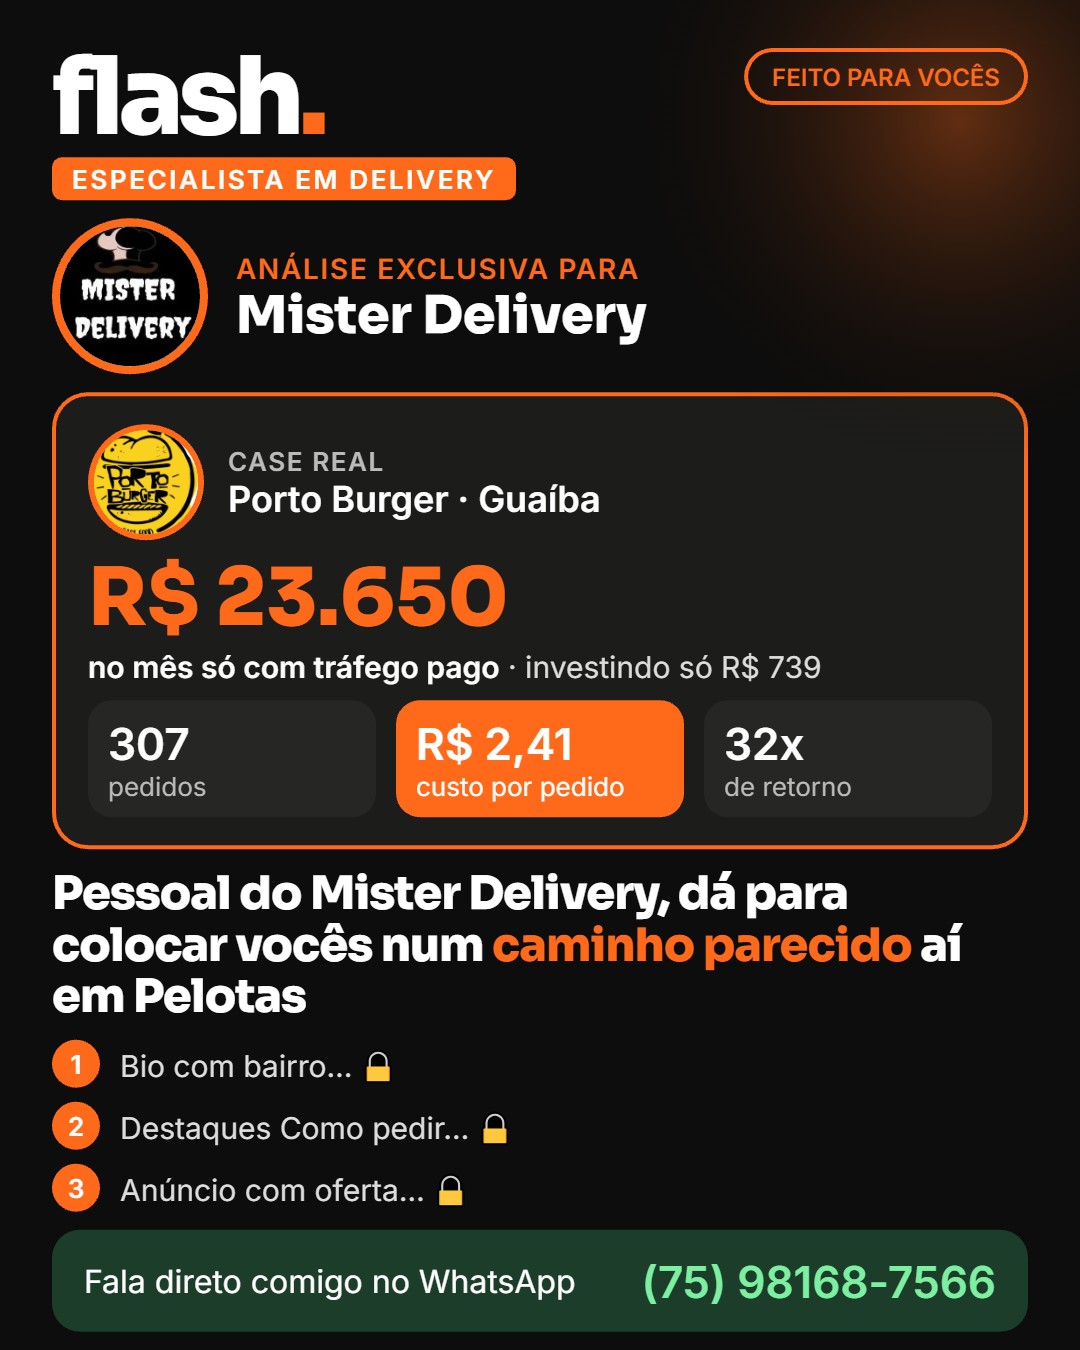 flash.
FEITO PARA VOCÊS
ESPECIALISTA EM DELIVERY
MISTER
DELIVERY
ANÁLISE EXCLUSIVA PARA
Mister Delivery
PORTO
BURGER
CASE REAL
Porto Burger · Guaíba
R$ 23.650
no mês só com tráfego pago · investindo só R$ 739
307
pedidos
R$ 2,41
custo por pedido
32x
de retorno
Pessoal do Mister Delivery, dá para
colocar vocês num caminho parecido aí
em Pelotas
1 Bio com bairro... 🔒
2 Destaques Como pedir... 🔒
3 Anúncio com oferta... 🔒
Fala direto comigo no WhatsApp (75) 98168-7566